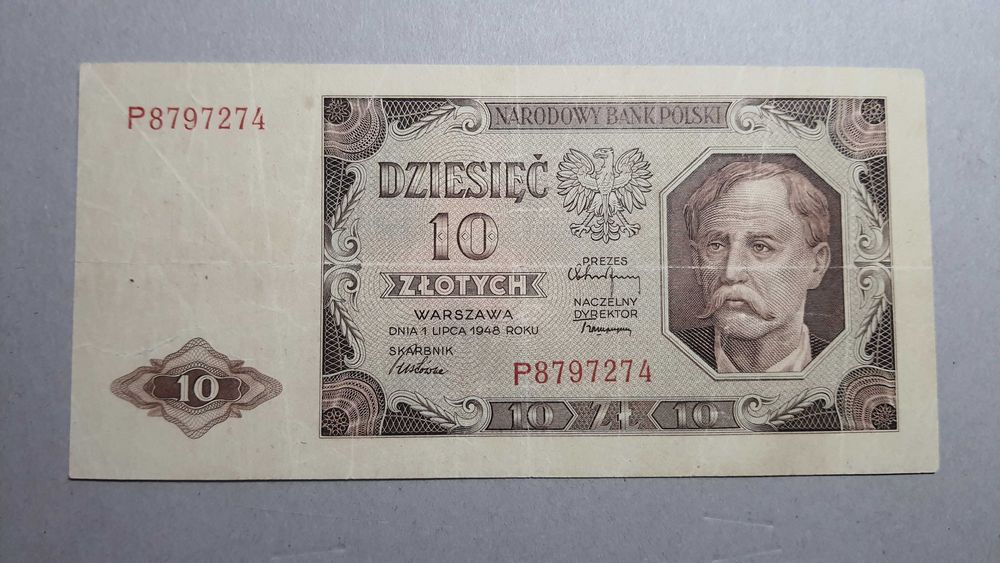 P8797274
NARODOWY BANK POLSKI
DZIESIĘĆ
10
ZŁOTYCH
WARSZAWA
DNIA 1 LIPCA 1948 ROKU
SKARBNIK
PREZES
NACZELNY
DYREKTOR
P8797274
10
10 ZŁ 10